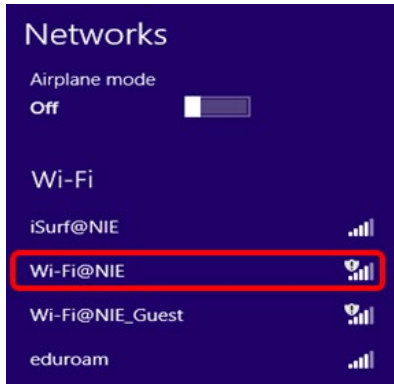 Networks
Airplane mode
Off
Wi-Fi
iSurf@NIE
Wi-Fi@NIE
Wi-Fi@NIE_Guest
eduroam